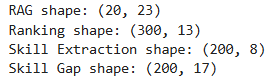 RAG shape: (20, 23)
Ranking shape: (300, 13)
Skill Extraction shape: (200, 8)
Skill Gap shape: (200, 17)